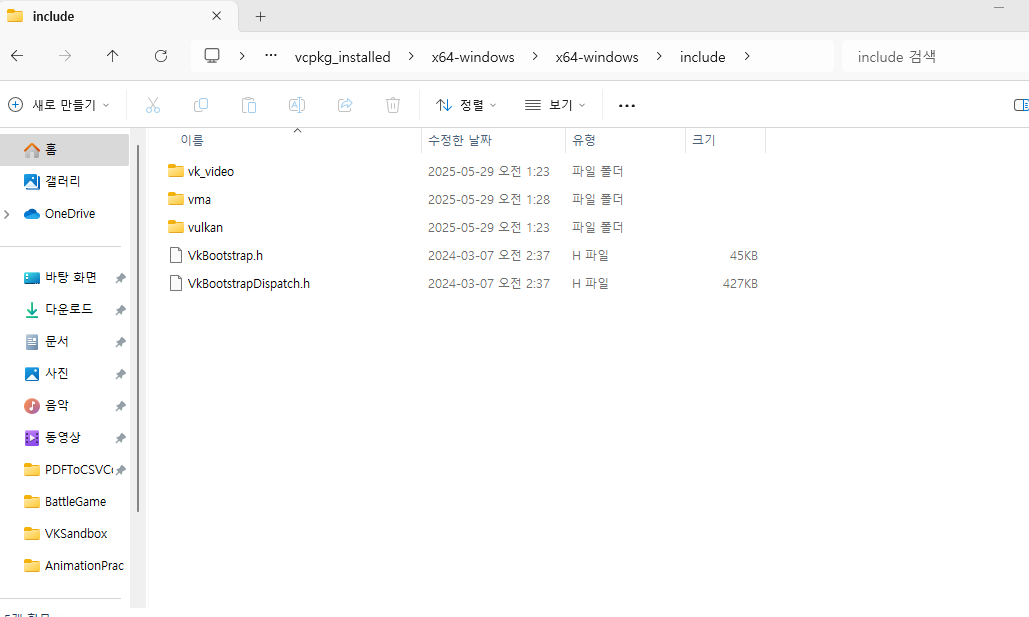 include
vcpkg_installed > x64-windows > x64-windows > include >
include 검색
새로 만들기
정렬
보기
이름 수정한 날짜 유형 크기
vk_video 2025-05-29 오전 1:23 파일 폴더
vma 2025-05-29 오전 1:28 파일 폴더
vulkan 2025-05-29 오전 1:23 파일 폴더
VkBootstrap.h 2024-03-07 오전 2:37 H 파일 45KB
VkBootstrapDispatch.h 2024-03-07 오전 2:37 H 파일 427KB
홈
갤러리
OneDrive
바탕 화면
다운로드
문서
사진
음악
동영상
PDFToCSVC
BattleGame
VKSandbox
AnimationPrac